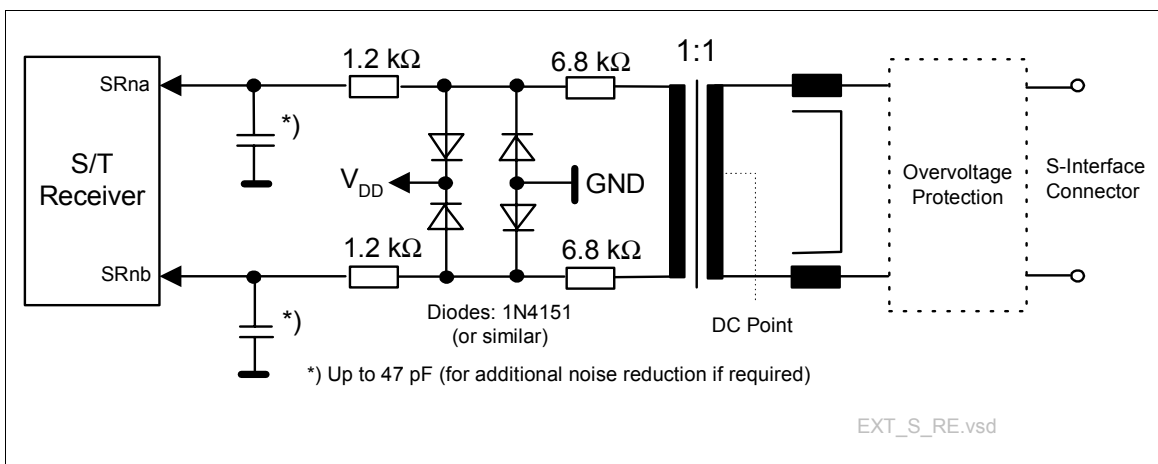 1.2 kΩ
6.8 kΩ
1:1
SRna
*)
S/T
Receiver
V_DD
GND
Overvoltage
Protection
S-Interface
Connector
1.2 kΩ
6.8 kΩ
SRnb
*)
Diodes: 1N4151
(or similar)
DC Point
*) Up to 47 pF (for additional noise reduction if required)
EXT_S_RE.vsd